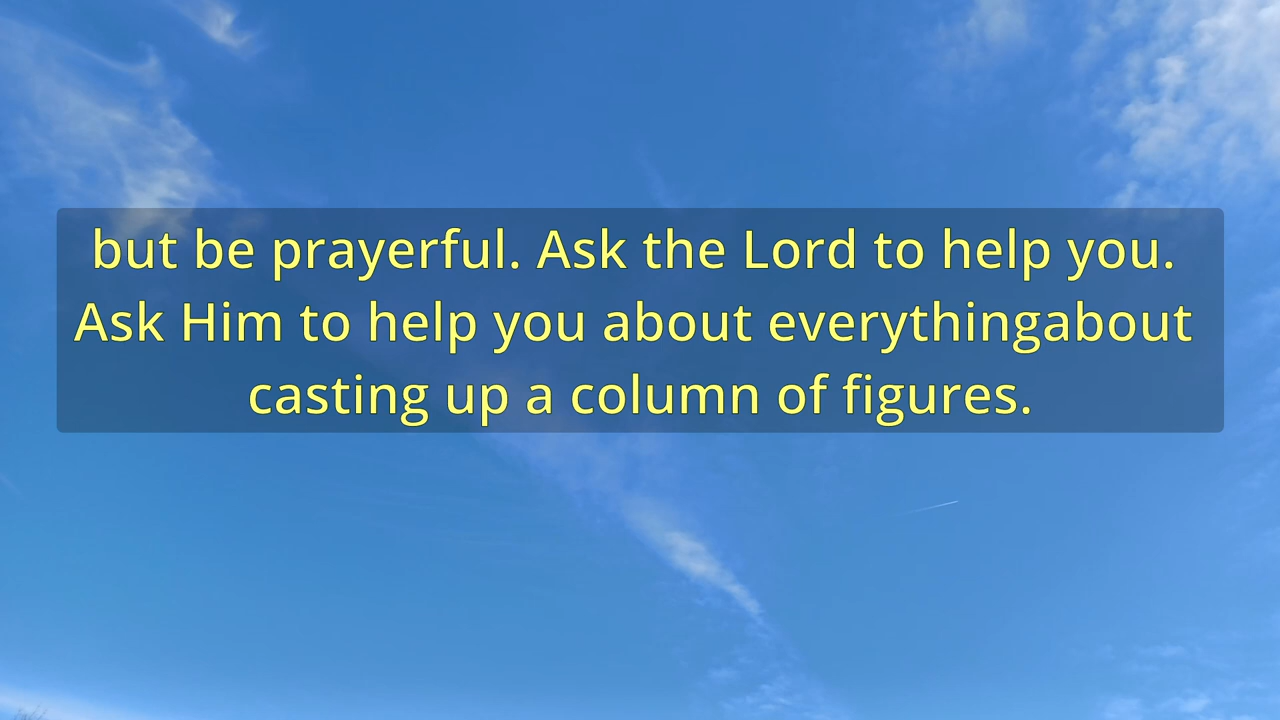 but be prayerful. Ask the Lord to help you.
Ask Him to help you about everythingabout
casting up a column of figures.